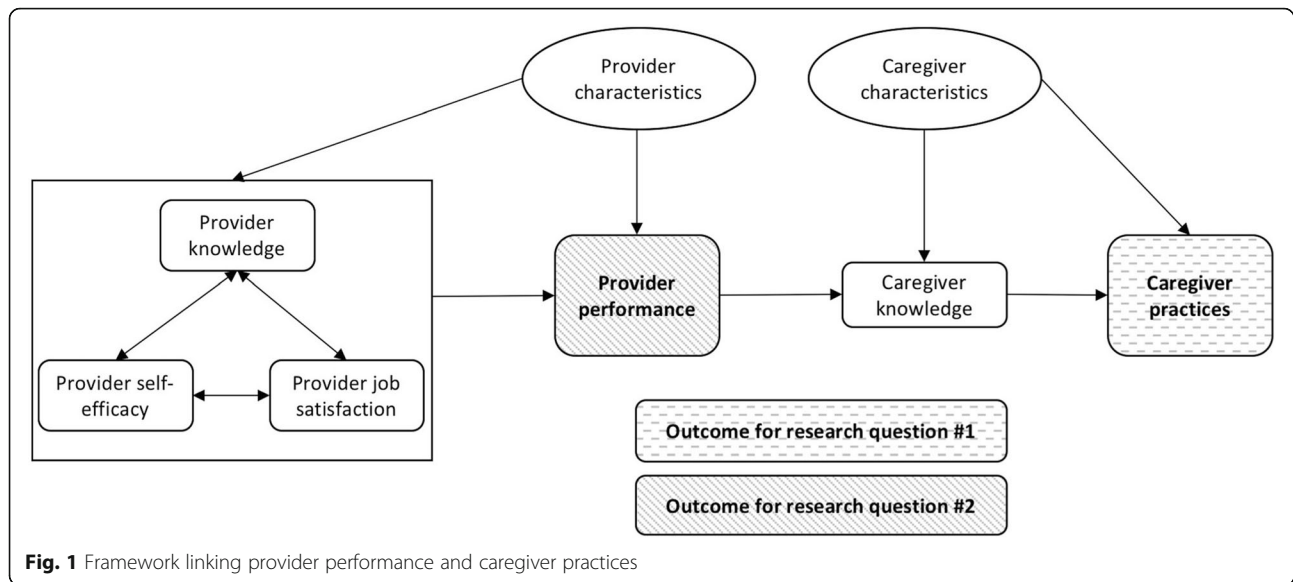 Provider
characteristics
Caregiver
characteristics
Provider
knowledge
Provider self-
efficacy
Provider job
satisfaction
Provider
performance
Caregiver
knowledge
Caregiver
practices
Outcome for research question #1
Outcome for research question #2
Fig. 1 Framework linking provider performance and caregiver practices